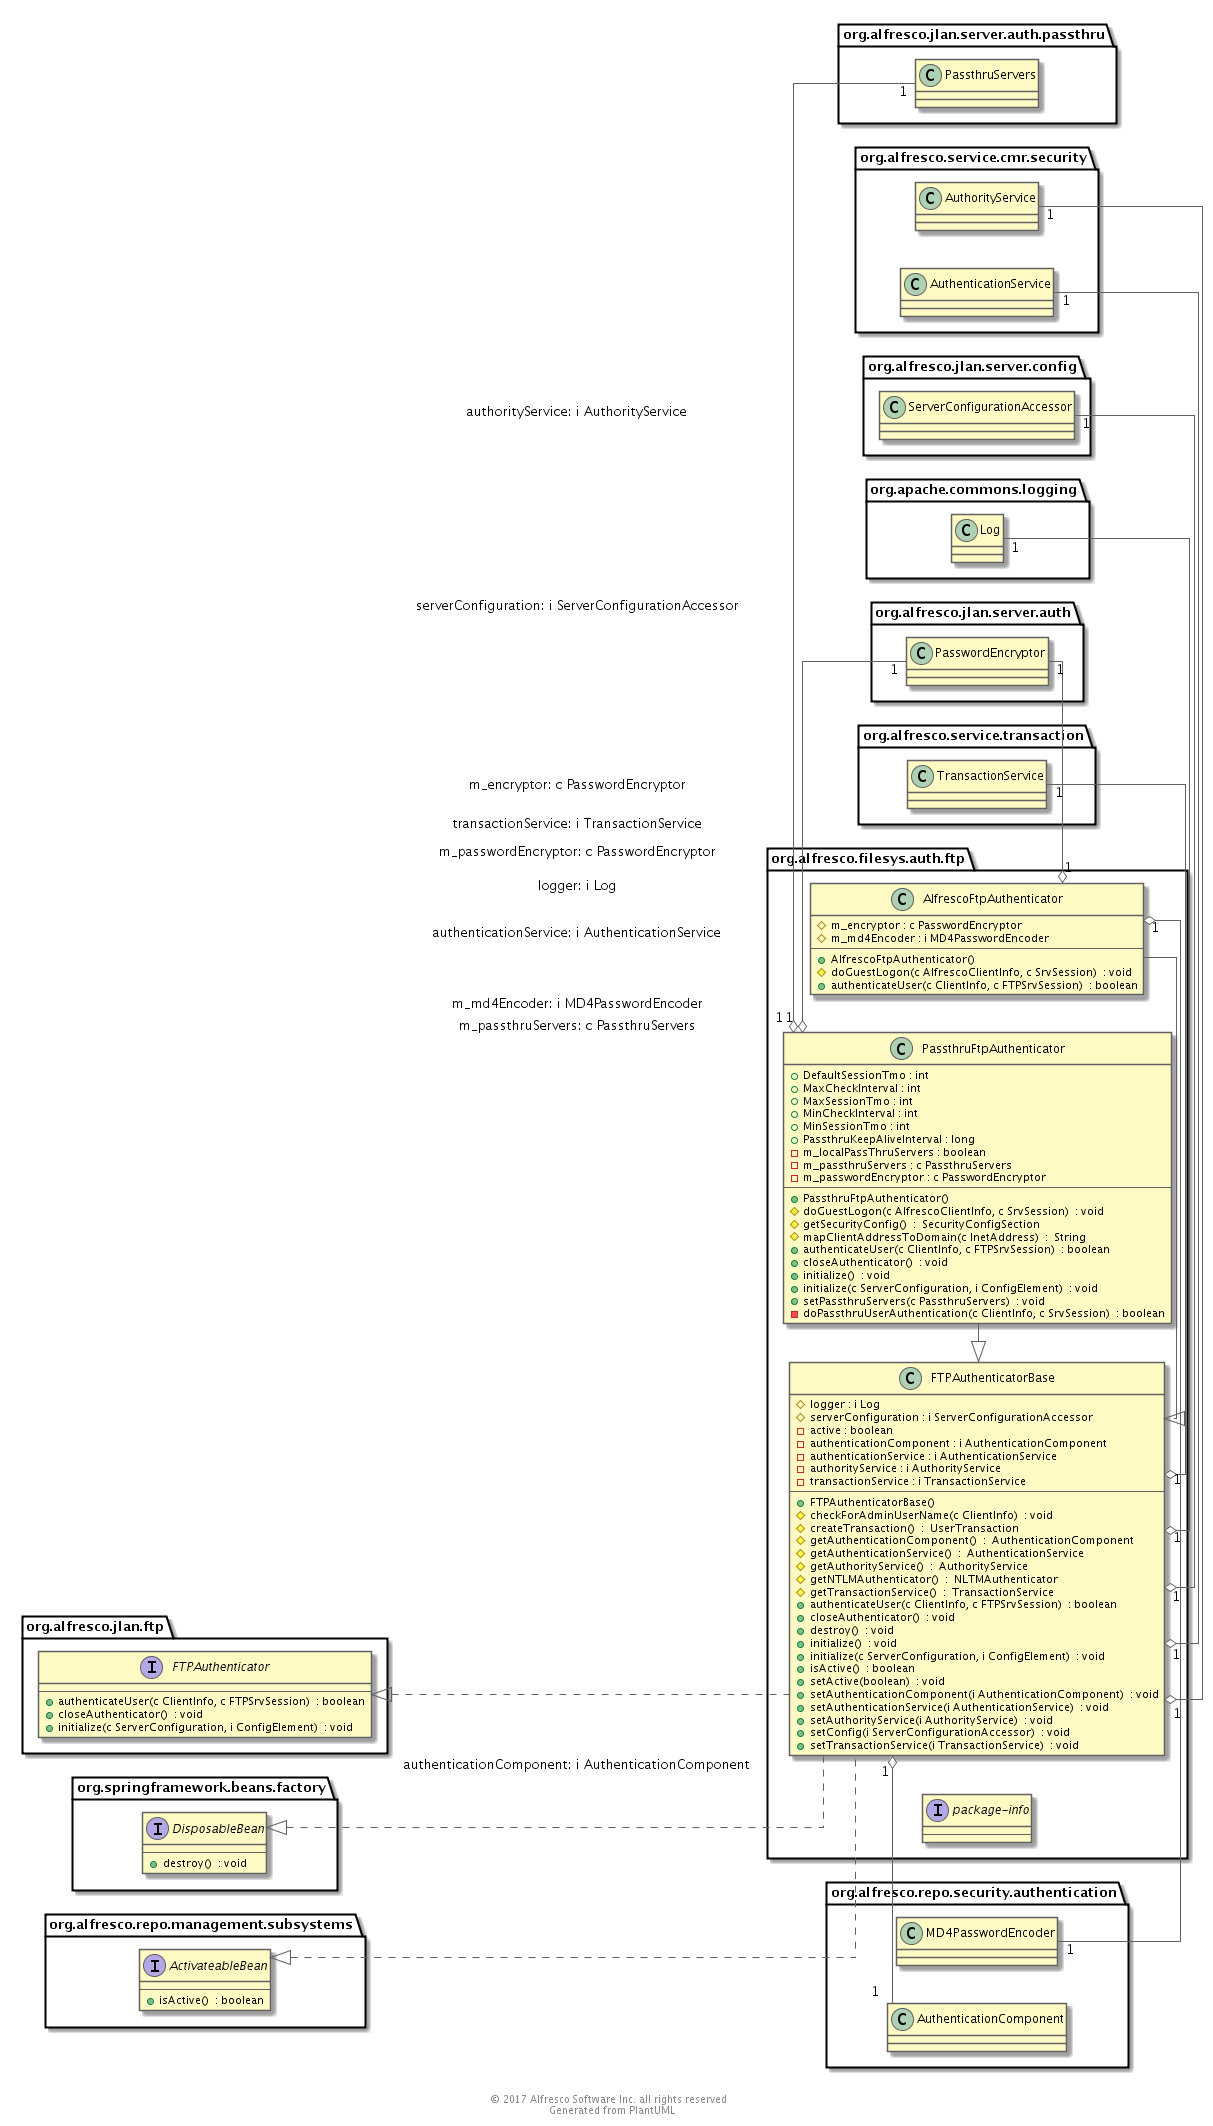 org.alfresco.jlan.server.auth.passthru
PassthruServers
1
org.alfresco.service.cmr.security
AuthorityService
1
AuthenticationService
1
org.alfresco.jlan.server.config
ServerConfigurationAccessor
1
authorityService: i AuthorityService
org.apache.commons.logging
Log
1
serverConfiguration: i ServerConfigurationAccessor
org.alfresco.jlan.server.auth
PasswordEncryptor
1
1
org.alfresco.service.transaction
TransactionService
1
m_encryptor: c PasswordEncryptor
transactionService: i TransactionService
m_passwordEncryptor: c PasswordEncryptor
logger: i Log
authenticationService: i AuthenticationService
m_md4Encoder: i MD4PasswordEncoder
m_passthruServers: c PassthruServers
org.alfresco.filesys.auth.ftp
1
AlfrescoFtpAuthenticator
m_encryptor : c PasswordEncryptor
m_md4Encoder : i MD4PasswordEncoder
1
AlfrescoFtpAuthenticator()
doGuestLogon(c AlfrescoClientInfo, c SrvSession) : void
authenticateUser(c ClientInfo, c FTPSrvSession) : boolean
1 1
PassthruFtpAuthenticator
DefaultSessionTmo : int
MaxCheckInterval : int
MaxSessionTmo : int
MinCheckInterval : int
MinSessionTmo : int
PassthruKeepAliveInterval : long
m_localPassThruServers : boolean
m_passthruServers : c PassthruServers
m_passwordEncryptor : c PasswordEncryptor
PassthruFtpAuthenticator()
doGuestLogon(c AlfrescoClientInfo, c SrvSession) : void
getSecurityConfig() : SecurityConfigSection
mapClientAddressToDomain(c InetAddress) : String
authenticateUser(c ClientInfo, c FTPSrvSession) : boolean
closeAuthenticator() : void
initialize() : void
initialize(c ServerConfiguration, i ConfigElement) : void
setPassthruServers(c PassthruServers) : void
doPassthruUserAuthentication(c ClientInfo, c SrvSession) : boolean
FTPAuthenticatorBase
logger : i Log
serverConfiguration : i ServerConfigurationAccessor
active : boolean
authenticationComponent : i AuthenticationComponent
authenticationService : i AuthenticationService
authorityService : i AuthorityService
transactionService : i TransactionService
1
FTPAuthenticatorBase()
checkForAdminUserName(c ClientInfo) : void
createTransaction() : UserTransaction
1
getAuthenticationComponent() : AuthenticationComponent
getAuthenticationService() : AuthenticationService
getAuthorityService() : AuthorityService
getNTLMAuthenticator() : NLTMAuthenticator
getTransactionService() : TransactionService
1
authenticateUser(c ClientInfo, c FTPSrvSession) : boolean
closeAuthenticator() : void
destroy() : void
initialize() : void
initialize(c ServerConfiguration, i ConfigElement) : void
1
isActive() : boolean
setActive(boolean) : void
setAuthenticationComponent(i AuthenticationComponent) : void
setAuthenticationService(i AuthenticationService) : void
1
setAuthorityService(i AuthorityService) : void
setConfig(i ServerConfigurationAccessor) : void
setTransactionService(i TransactionService) : void
org.alfresco.jlan.ftp
FTPAuthenticator
authenticateUser(c ClientInfo, c FTPSrvSession) : boolean
closeAuthenticator() : void
initialize(c ServerConfiguration, i ConfigElement) : void
authenticationComponent: i AuthenticationComponent
1
org.springframework.beans.factory
DisposableBean
destroy() : void
package-info
org.alfresco.repo.management.subsystems
ActivateableBean
isActive() : boolean
org.alfresco.repo.security.authentication
MD4PasswordEncoder
1
1
AuthenticationComponent
© 2017 Alfresco Software Inc. all rights reserved
Generated from PlantUML